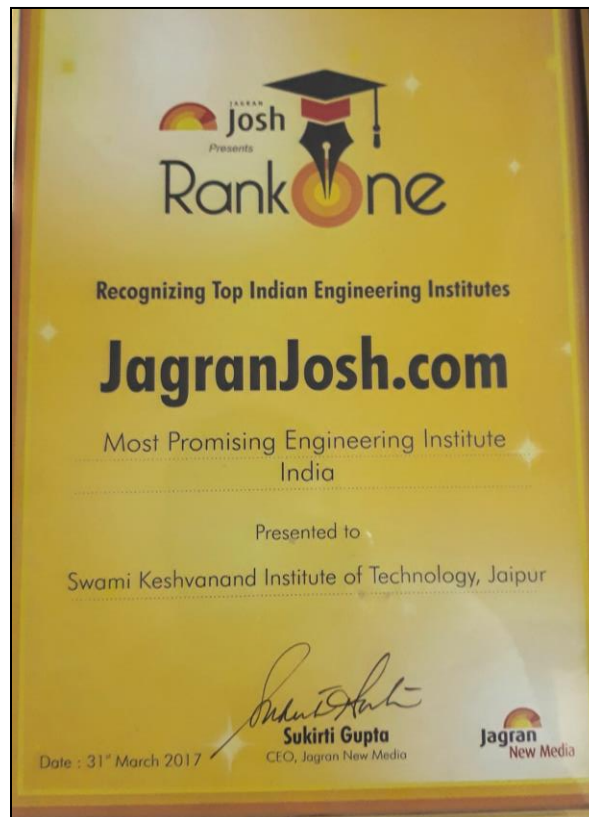 JAGRAN
Josh
Presents
RankOne
Recognizing Top Indian Engineering Institutes
JagranJosh.com
Most Promising Engineering Institute
India
Presented to
Swami Keshvanand Institute of Technology, Jaipur
Sukirti Gupta
CEO, Jagran New Media
Date : 31st March 2017
Jagran
New Media